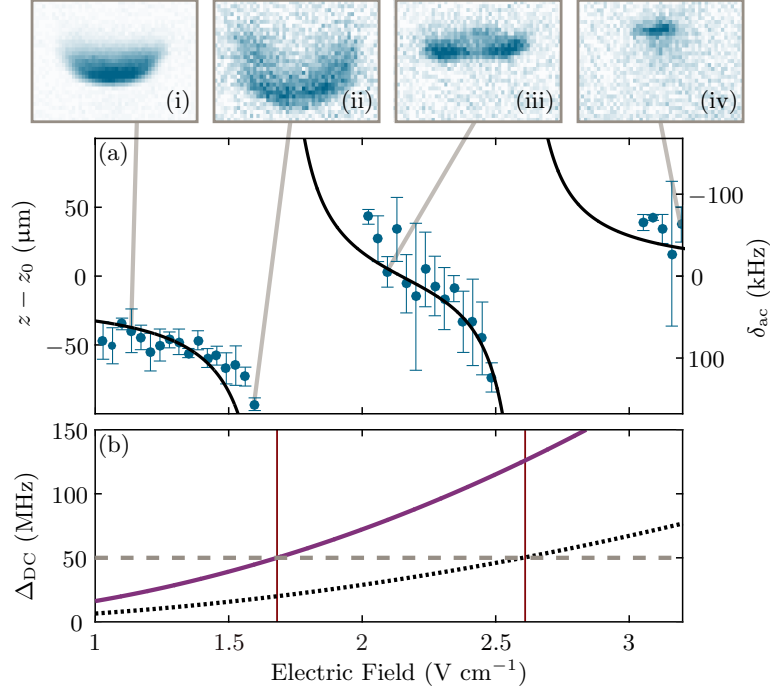 (i)
(ii)
(iii)
(iv)
(a)
z − z₀ (μm)
50
0
−50
−100
0
100
δac (kHz)
(b)
ΔDC (MHz)
150
100
50
0
1
1.5
2
2.5
3
Electric Field (V cm⁻¹)